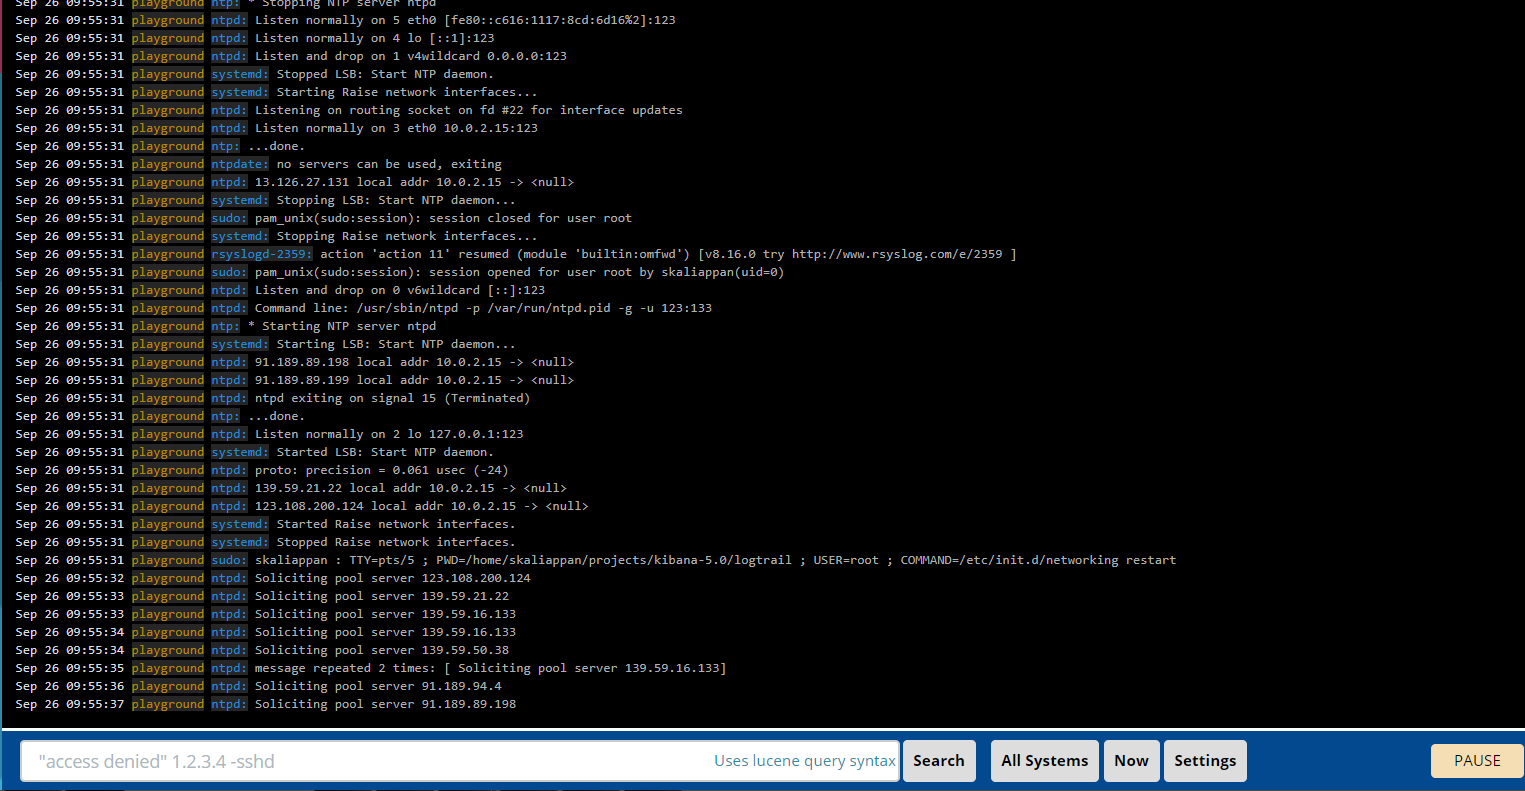 Sep 26 09:55:31 playground ntp: * Stopping NTP server ntpd
Sep 26 09:55:31 playground ntpd: Listen normally on 5 eth0 [fe80::c616:1117:8cd:6d16%2]:123
Sep 26 09:55:31 playground ntpd: Listen normally on 4 lo [::1]:123
Sep 26 09:55:31 playground ntpd: Listen and drop on 1 v4wildcard 0.0.0.0:123
Sep 26 09:55:31 playground systemd: Stopped LSB: Start NTP daemon.
Sep 26 09:55:31 playground systemd: Starting Raise network interfaces...
Sep 26 09:55:31 playground ntpd: Listening on routing socket on fd #22 for interface updates
Sep 26 09:55:31 playground ntpd: Listen normally on 3 eth0 10.0.2.15:123
Sep 26 09:55:31 playground ntp: ...done.
Sep 26 09:55:31 playground ntpdate: no servers can be used, exiting
Sep 26 09:55:31 playground ntpd: 13.126.27.131 local addr 10.0.2.15 -> <null>
Sep 26 09:55:31 playground systemd: Stopping LSB: Start NTP daemon...
Sep 26 09:55:31 playground sudo: pam_unix(sudo:session): session closed for user root
Sep 26 09:55:31 playground systemd: Stopping Raise network interfaces...
Sep 26 09:55:31 playground rsyslogd-2359: action 'action 11' resumed (module 'builtin:omfwd') [v8.16.0 try http://www.rsyslog.com/e/2359 ]
Sep 26 09:55:31 playground sudo: pam_unix(sudo:session): session opened for user root by skaliappan(uid=0)
Sep 26 09:55:31 playground ntpd: Listen and drop on 0 v6wildcard [::]:123
Sep 26 09:55:31 playground ntpd: Command line: /usr/sbin/ntpd -p /var/run/ntpd.pid -g -u 123:133
Sep 26 09:55:31 playground ntp: * Starting NTP server ntpd
Sep 26 09:55:31 playground systemd: Starting LSB: Start NTP daemon...
Sep 26 09:55:31 playground ntpd: 91.189.89.198 local addr 10.0.2.15 -> <null>
Sep 26 09:55:31 playground ntpd: 91.189.89.199 local addr 10.0.2.15 -> <null>
Sep 26 09:55:31 playground ntpd: ntpd exiting on signal 15 (Terminated)
Sep 26 09:55:31 playground ntp: ...done.
Sep 26 09:55:31 playground ntpd: Listen normally on 2 lo 127.0.0.1:123
Sep 26 09:55:31 playground systemd: Started LSB: Start NTP daemon.
Sep 26 09:55:31 playground ntpd: proto: precision = 0.061 usec (-24)
Sep 26 09:55:31 playground ntpd: 139.59.21.22 local addr 10.0.2.15 -> <null>
Sep 26 09:55:31 playground ntpd: 123.108.200.124 local addr 10.0.2.15 -> <null>
Sep 26 09:55:31 playground systemd: Started Raise network interfaces.
Sep 26 09:55:31 playground systemd: Stopped Raise network interfaces.
Sep 26 09:55:31 playground sudo: skaliappan : TTY=pts/5 ; PWD=/home/skaliappan/projects/kibana-5.0/logtrail ; USER=root ; COMMAND=/etc/init.d/networking restart
Sep 26 09:55:32 playground ntpd: Soliciting pool server 123.108.200.124
Sep 26 09:55:33 playground ntpd: Soliciting pool server 139.59.21.22
Sep 26 09:55:33 playground ntpd: Soliciting pool server 139.59.16.133
Sep 26 09:55:34 playground ntpd: Soliciting pool server 139.59.16.133
Sep 26 09:55:34 playground ntpd: Soliciting pool server 139.59.50.38
Sep 26 09:55:35 playground ntpd: message repeated 2 times: [ Soliciting pool server 139.59.16.133]
Sep 26 09:55:36 playground ntpd: Soliciting pool server 91.189.94.4
Sep 26 09:55:37 playground ntpd: Soliciting pool server 91.189.89.198
"access denied" 1.2.3.4 -sshd Uses lucene query syntax Search All Systems Now Settings PAUSE